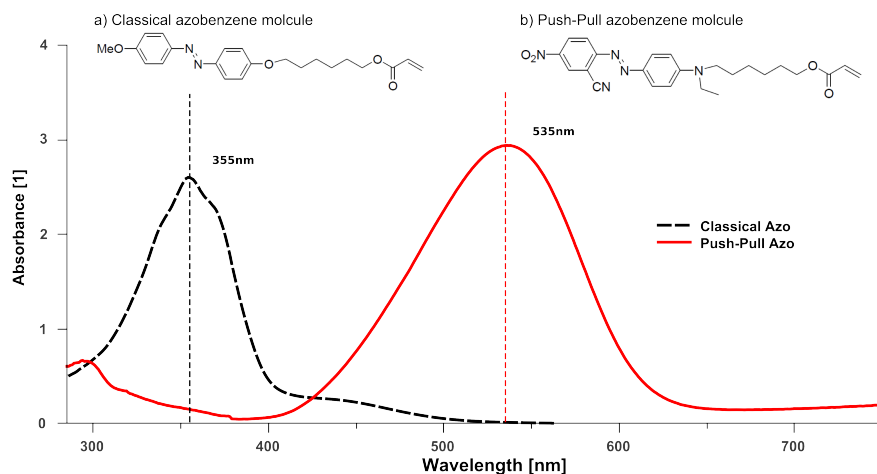 a) Classical azobenzene molcule
b) Push-Pull azobenzene molcule
MeO
N
N
O
O
O
O₂N
N
N
CN
N
O
O
4
3
2
1
0
Absorbance [1]
355nm
535nm
Classical Azo
Push-Pull Azo
300
400
500
600
700
Wavelength [nm]